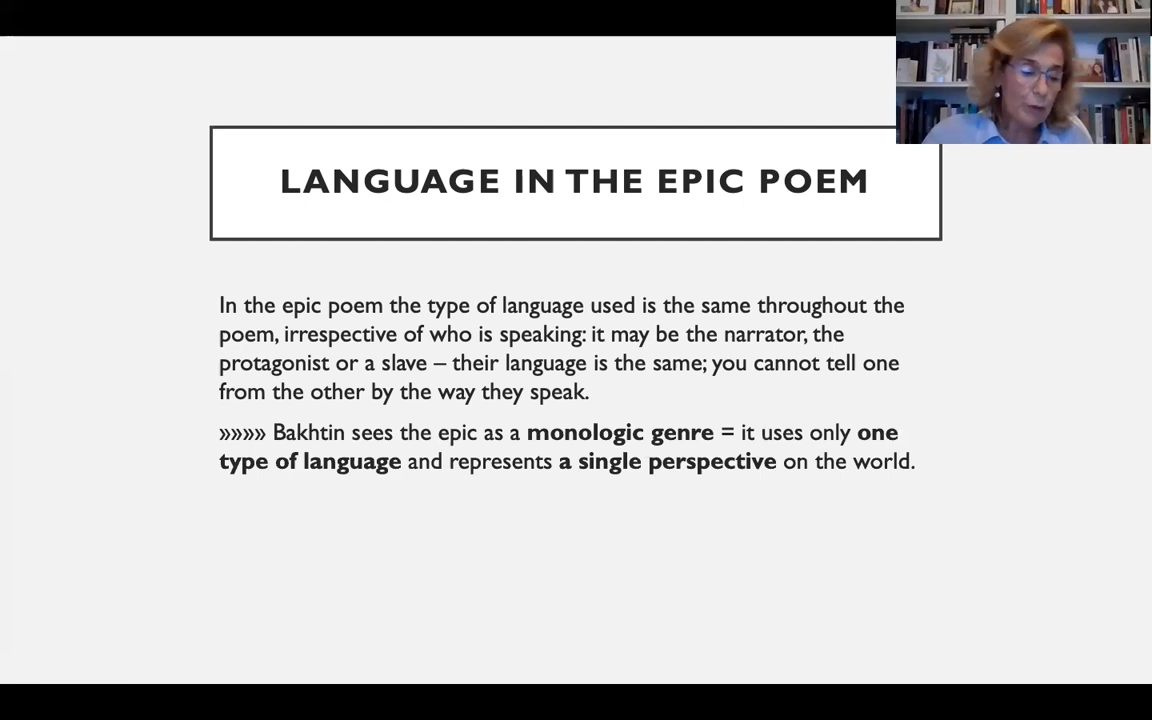 LANGUAGE IN THE EPIC POEM
In the epic poem the type of language used is the same throughout the
poem, irrespective of who is speaking: it may be the narrator, the
protagonist or a slave – their language is the same; you cannot tell one
from the other by the way they speak.
»»»» Bakhtin sees the epic as a monologic genre = it uses only one
type of language and represents a single perspective on the world.